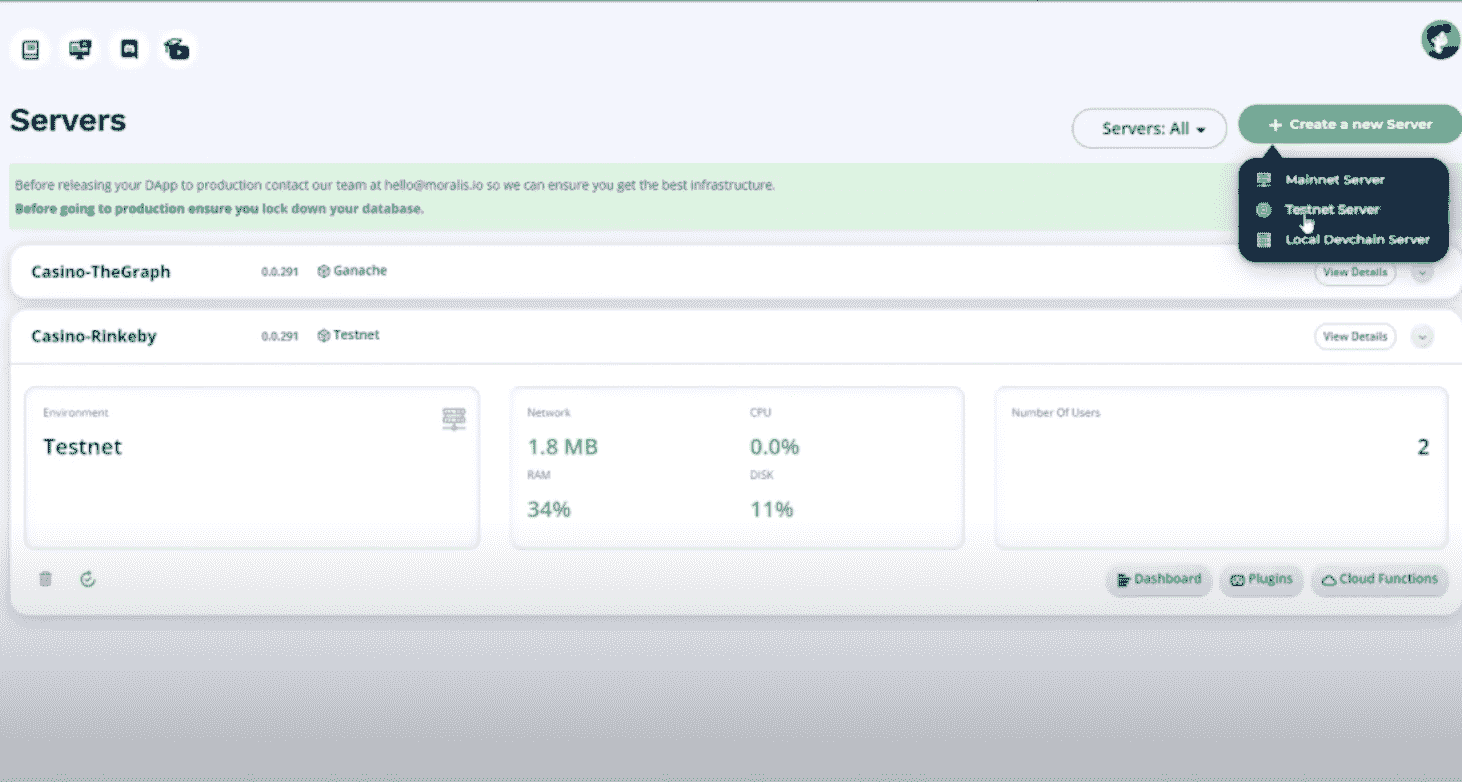 Servers
Servers: All
+ Create a new Server
Before releasing your DApp to production contact our team at hello@moralis.io so we can ensure you get the best infrastructure.
Before going to production ensure you lock down your database.
Mainnet Server
Testnet Server
Local Devchain Server
Casino-TheGraph 0.0.291 Ganache View Details
Casino-Rinkeby 0.0.291 Testnet View Details
Environment
Testnet
Network CPU
1.8 MB 0.0%
RAM DISK
34% 11%
Number Of Users
2
Dashboard Plugins Cloud Functions